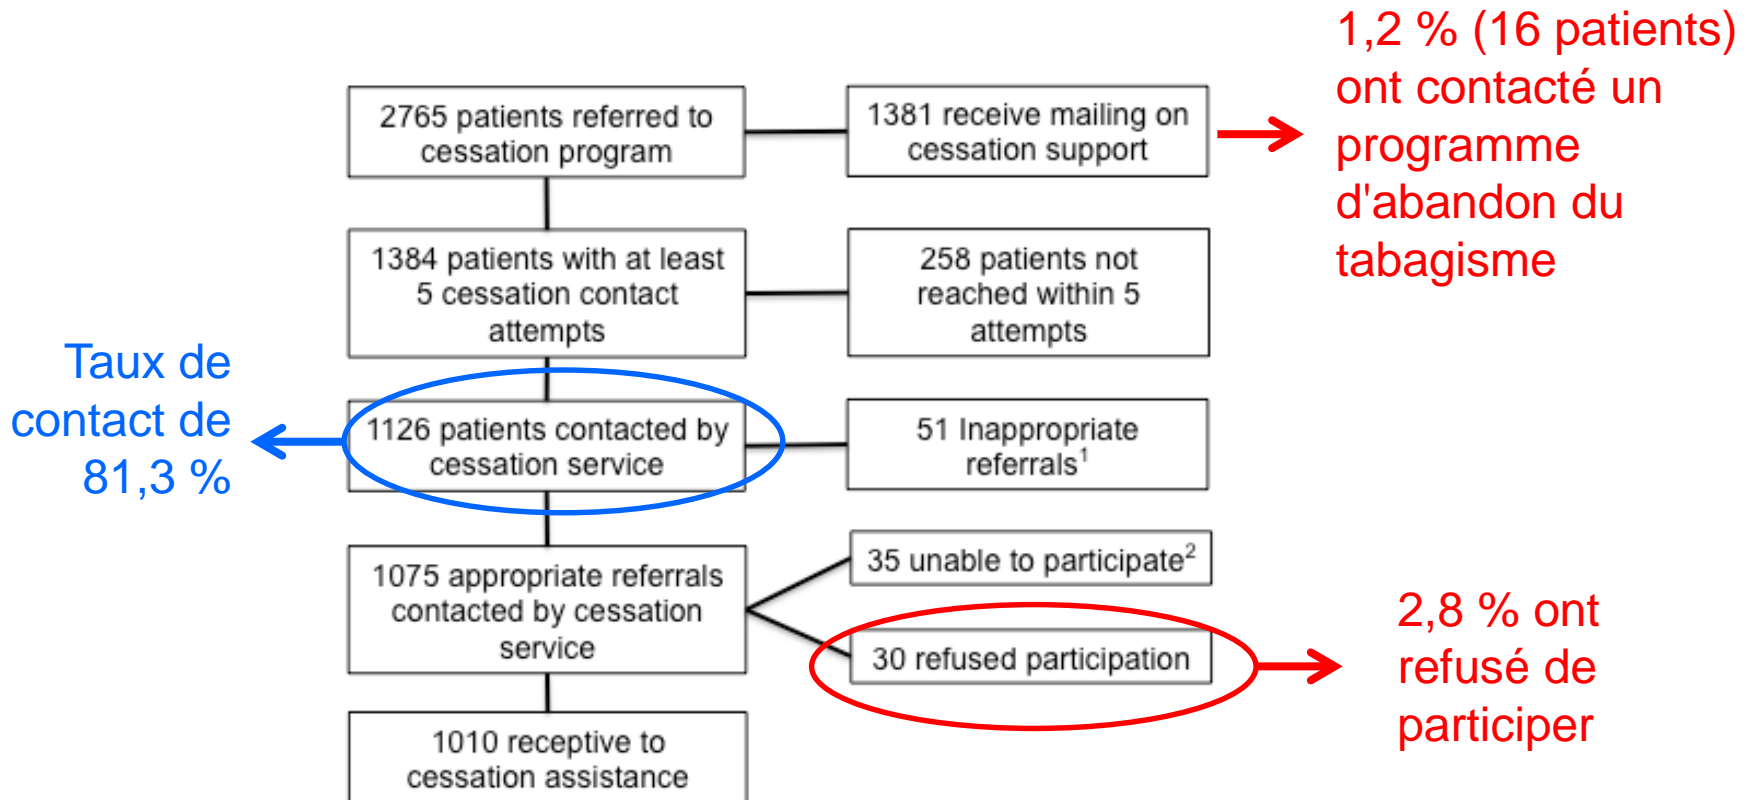 1,2 % (16 patients)
ont contacté un
programme
d'abandon du
tabagisme
2765 patients referred to
cessation program
1381 receive mailing on
cessation support
1384 patients with at least
5 cessation contact
attempts
258 patients not
reached within 5
attempts
Taux de
contact de
81,3 %
1126 patients contacted by
cessation service
51 Inappropriate
referrals¹
1075 appropriate referrals
contacted by cessation
service
35 unable to participate²
30 refused participation
2,8 % ont
refusé de
participer
1010 receptive to
cessation assistance